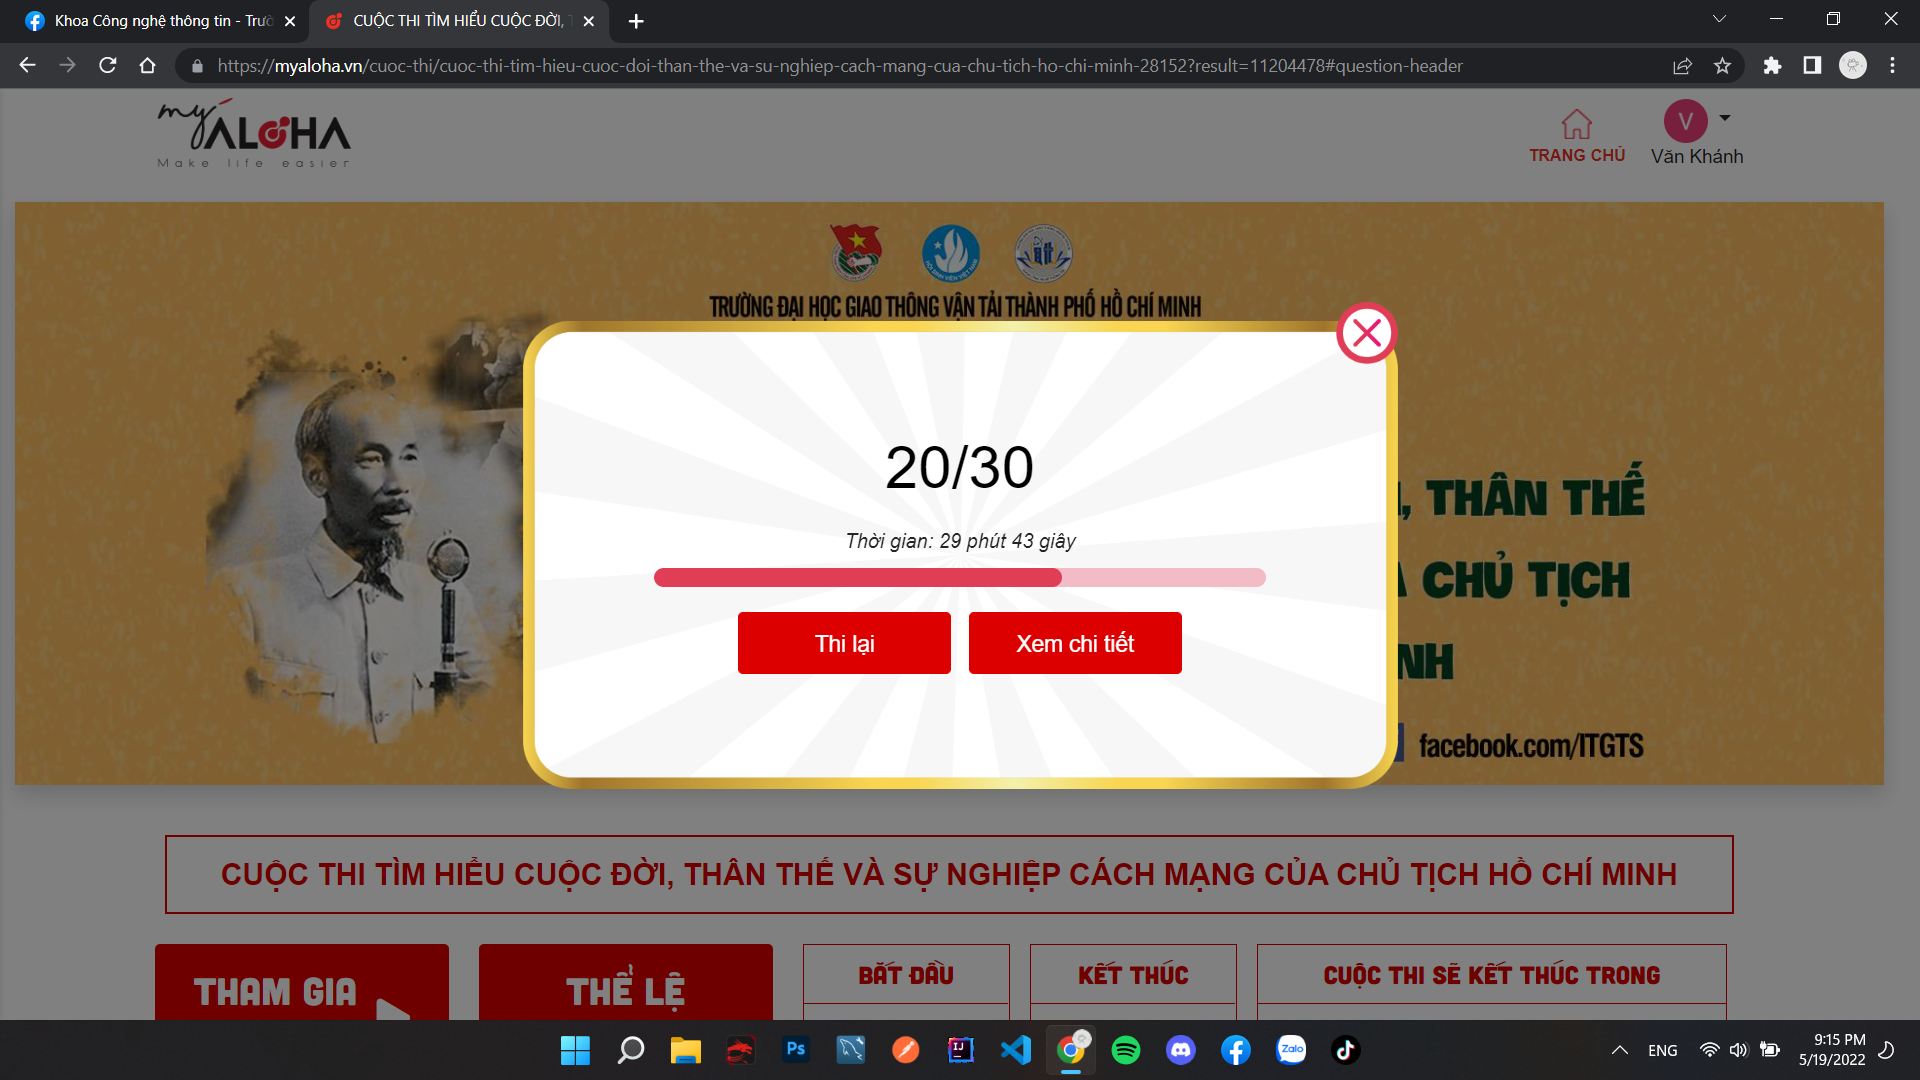 Khoa Công nghệ thông tin - Trườ
CUỘC THI TÌM HIỂU CUỘC ĐỜI, T
https://myaloha.vn/cuoc-thi/cuoc-thi-tim-hieu-cuoc-doi-than-the-va-su-nghiep-cach-mang-cua-chu-tich-ho-chi-minh-28152?result=11204478#question-header
my ALOHA
Make life easier
TRANG CHỦ
V
Văn Khánh
TRƯỜNG ĐẠI HỌC GIAO THÔNG VẬN TẢI THÀNH PHỐ HỒ CHÍ MINH
20/30
Thời gian: 29 phút 43 giây
Thi lại
Xem chi tiết
, THÂN THẾ
CHỦ TỊCH
NH
facebook.com/ITGTS
CUỘC THI TÌM HIỂU CUỘC ĐỜI, THÂN THẾ VÀ SỰ NGHIỆP CÁCH MẠNG CỦA CHỦ TỊCH HỒ CHÍ MINH
THAM GIA
THỂ LỆ
BẮT ĐẦU
KẾT THÚC
CUỘC THI SẼ KẾT THÚC TRONG
Ps
IJ
Zalo
ENG
9:15 PM
5/19/2022